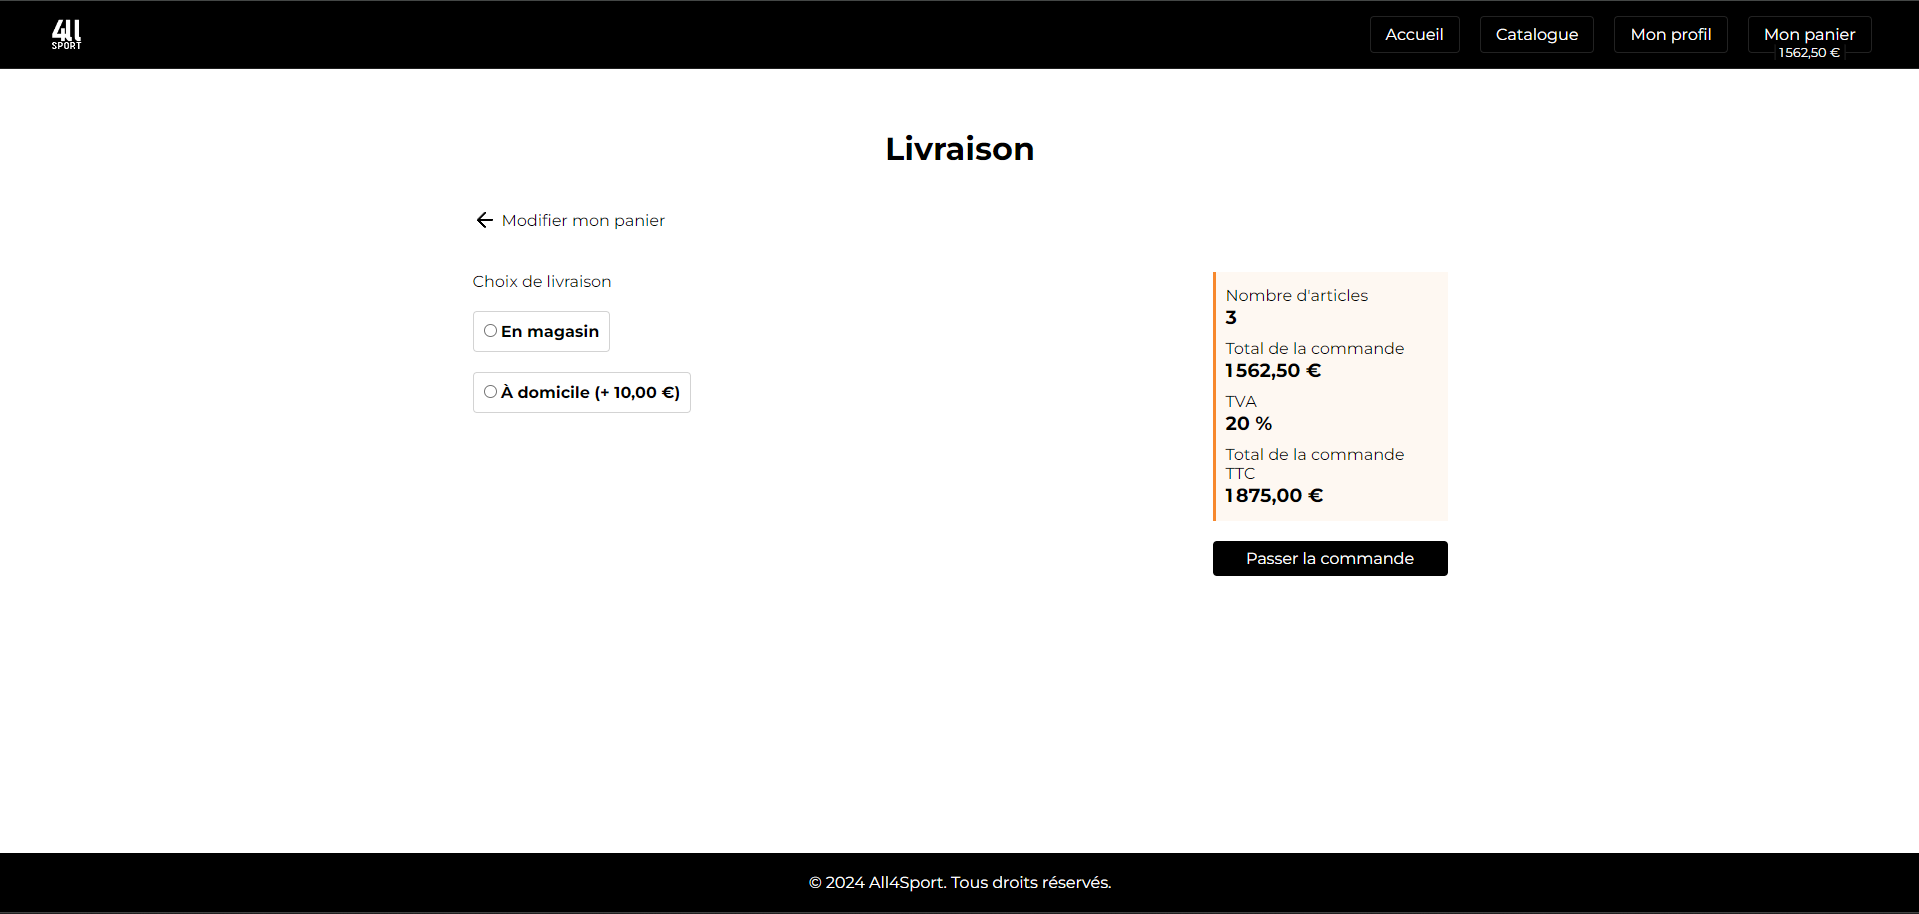 4ll
SPORT
Accueil
Catalogue
Mon profil
Mon panier
1 562,50 €
Livraison
Modifier mon panier
Choix de livraison
En magasin
À domicile (+ 10,00 €)
Nombre d'articles
3
Total de la commande
1 562,50 €
TVA
20 %
Total de la commande
TTC
1 875,00 €
Passer la commande
© 2024 All4Sport. Tous droits réservés.